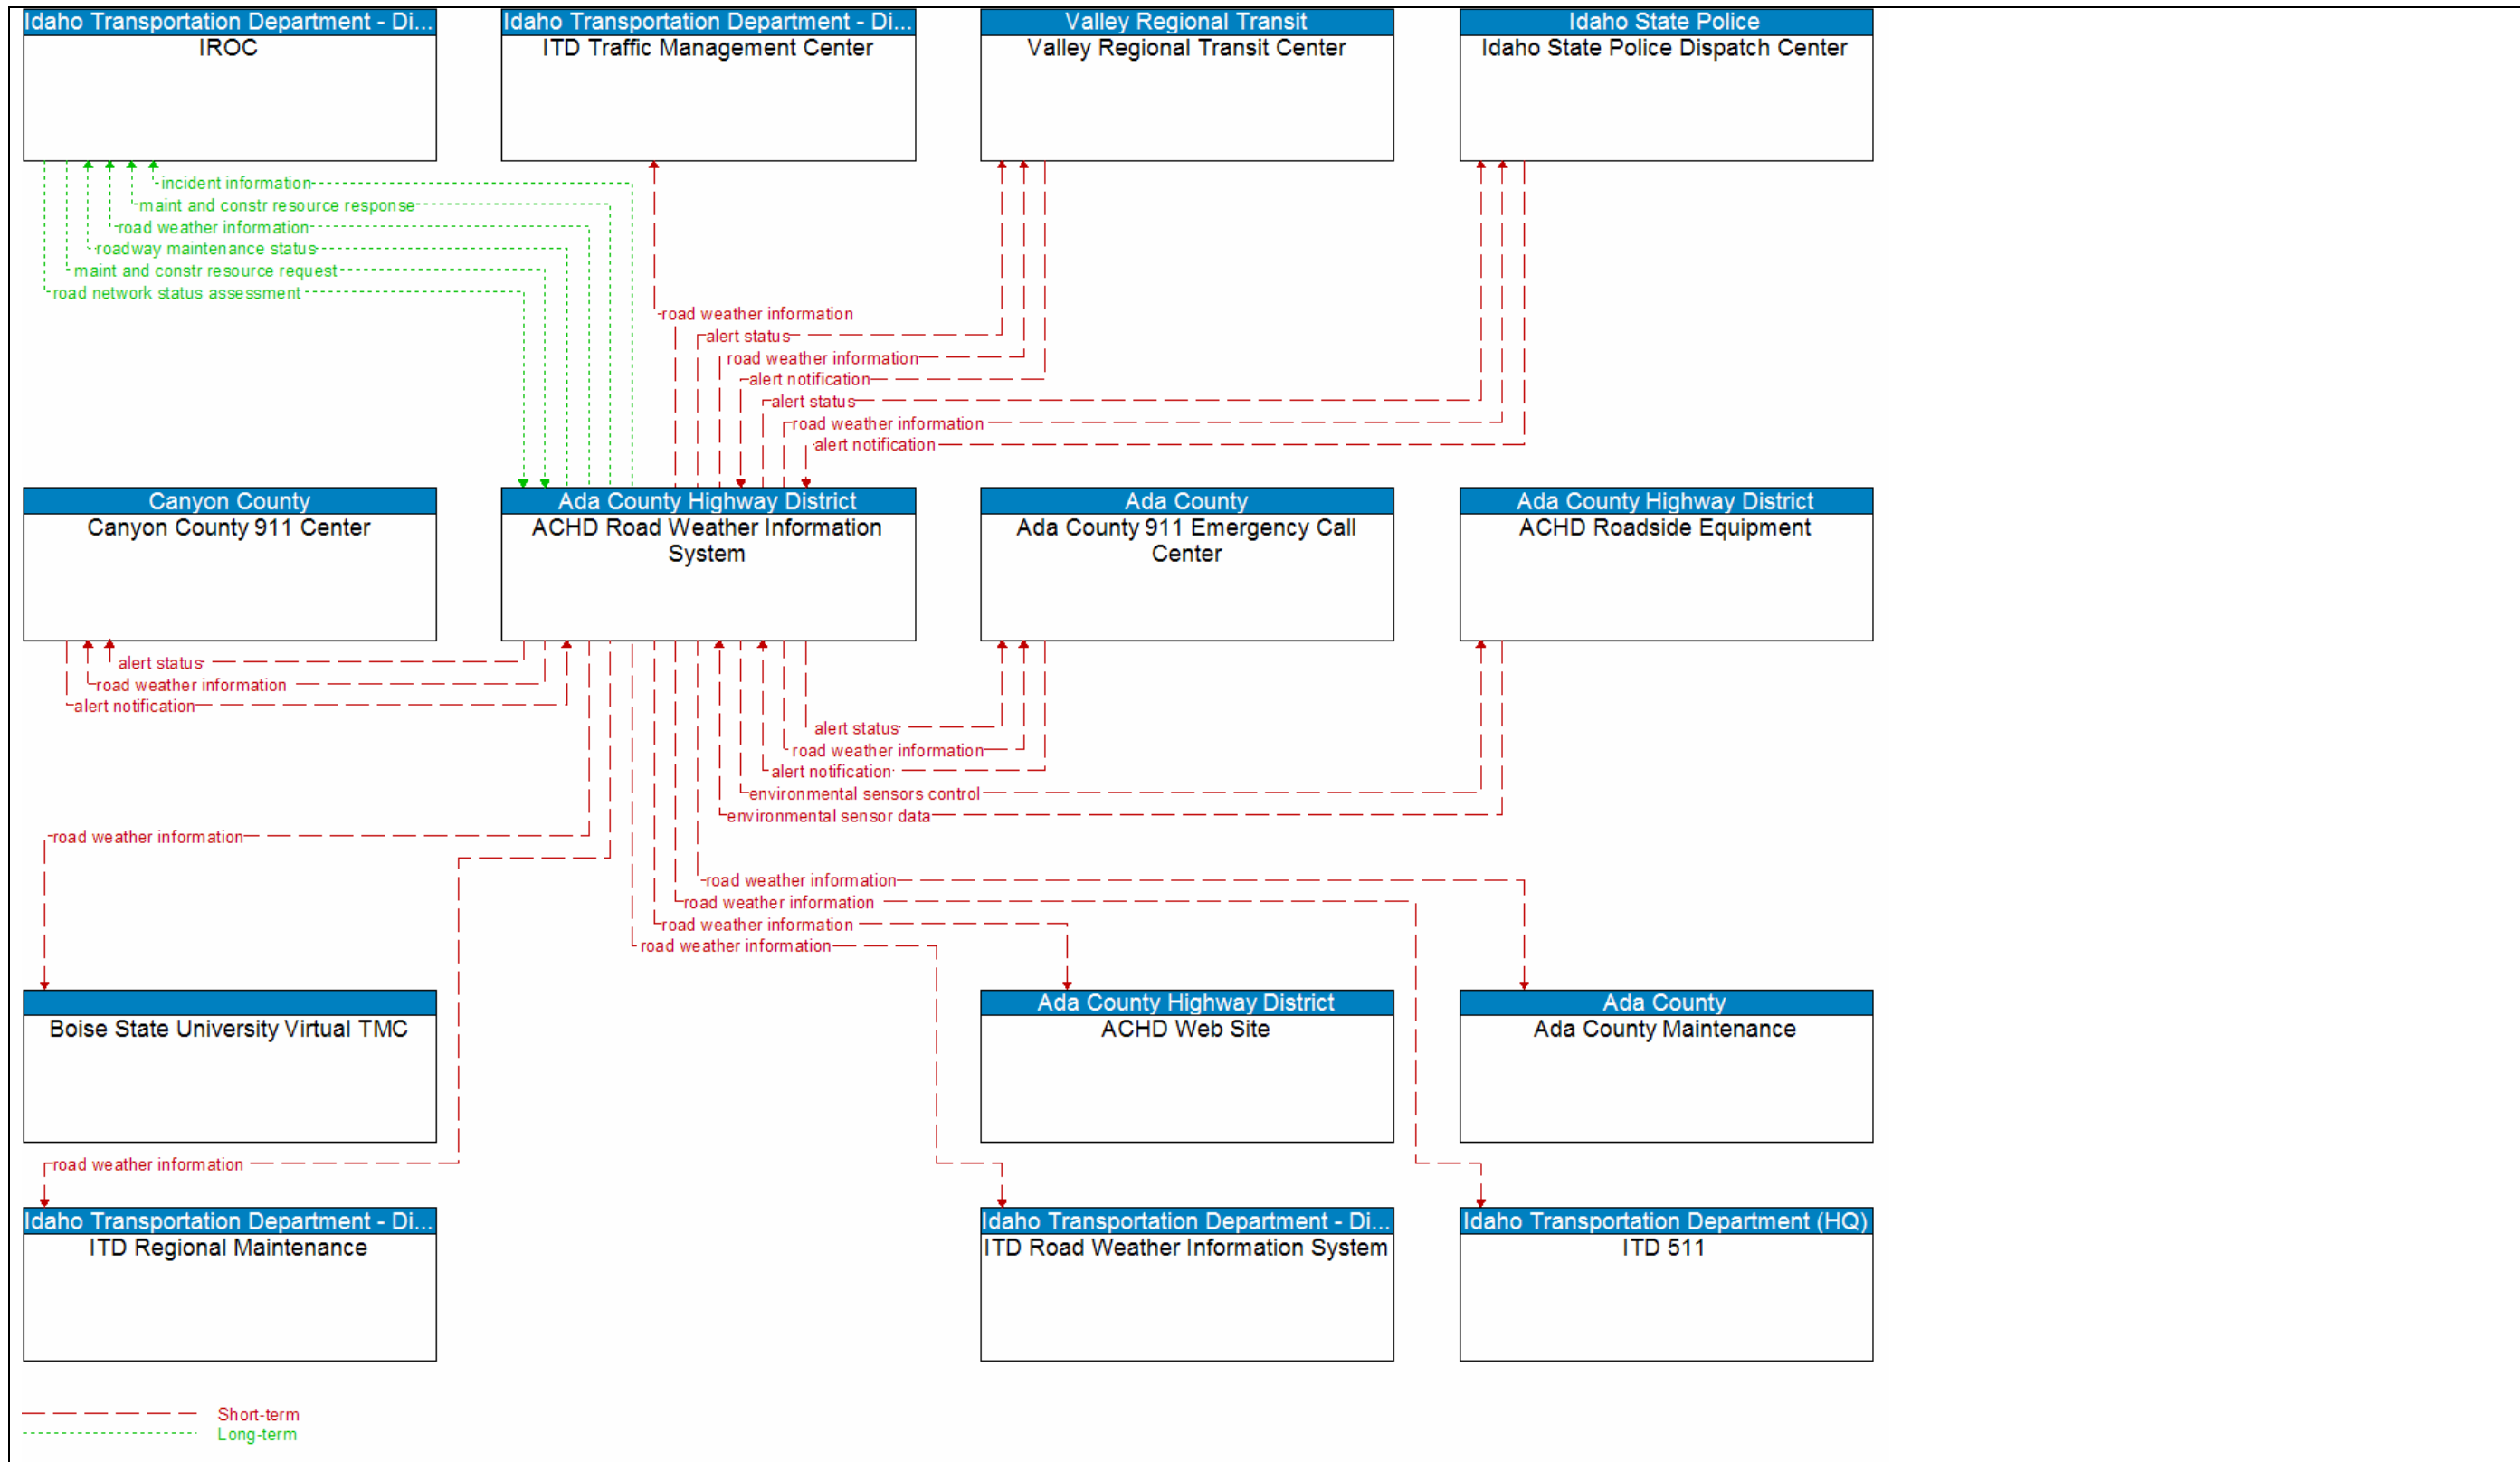 Idaho Transportation Department - Di...
IROC
Idaho Transportation Department - Di...
ITD Traffic Management Center
Valley Regional Transit
Valley Regional Transit Center
Idaho State Police
Idaho State Police Dispatch Center
incident information
maint and constr resource response
road weather information
roadway maintenance status
maint and constr resource request
road network status assessment
road weather information
alert status
road weather information
alert notification
alert status
road weather information
alert notification
Canyon County
Canyon County 911 Center
Ada County Highway District
ACHD Road Weather Information
System
Ada County
Ada County 911 Emergency Call
Center
Ada County Highway District
ACHD Roadside Equipment
alert status
road weather information
alert notification
alert status
road weather information
alert notification
environmental sensors control
environmental sensor data
road weather information
road weather information
road weather information
road weather information
road weather information
Boise State University Virtual TMC
Ada County Highway District
ACHD Web Site
Ada County
Ada County Maintenance
road weather information
Idaho Transportation Department - Di...
ITD Regional Maintenance
Idaho Transportation Department - Di...
ITD Road Weather Information System
Idaho Transportation Department (HQ)
ITD 511
Short-term
Long-term